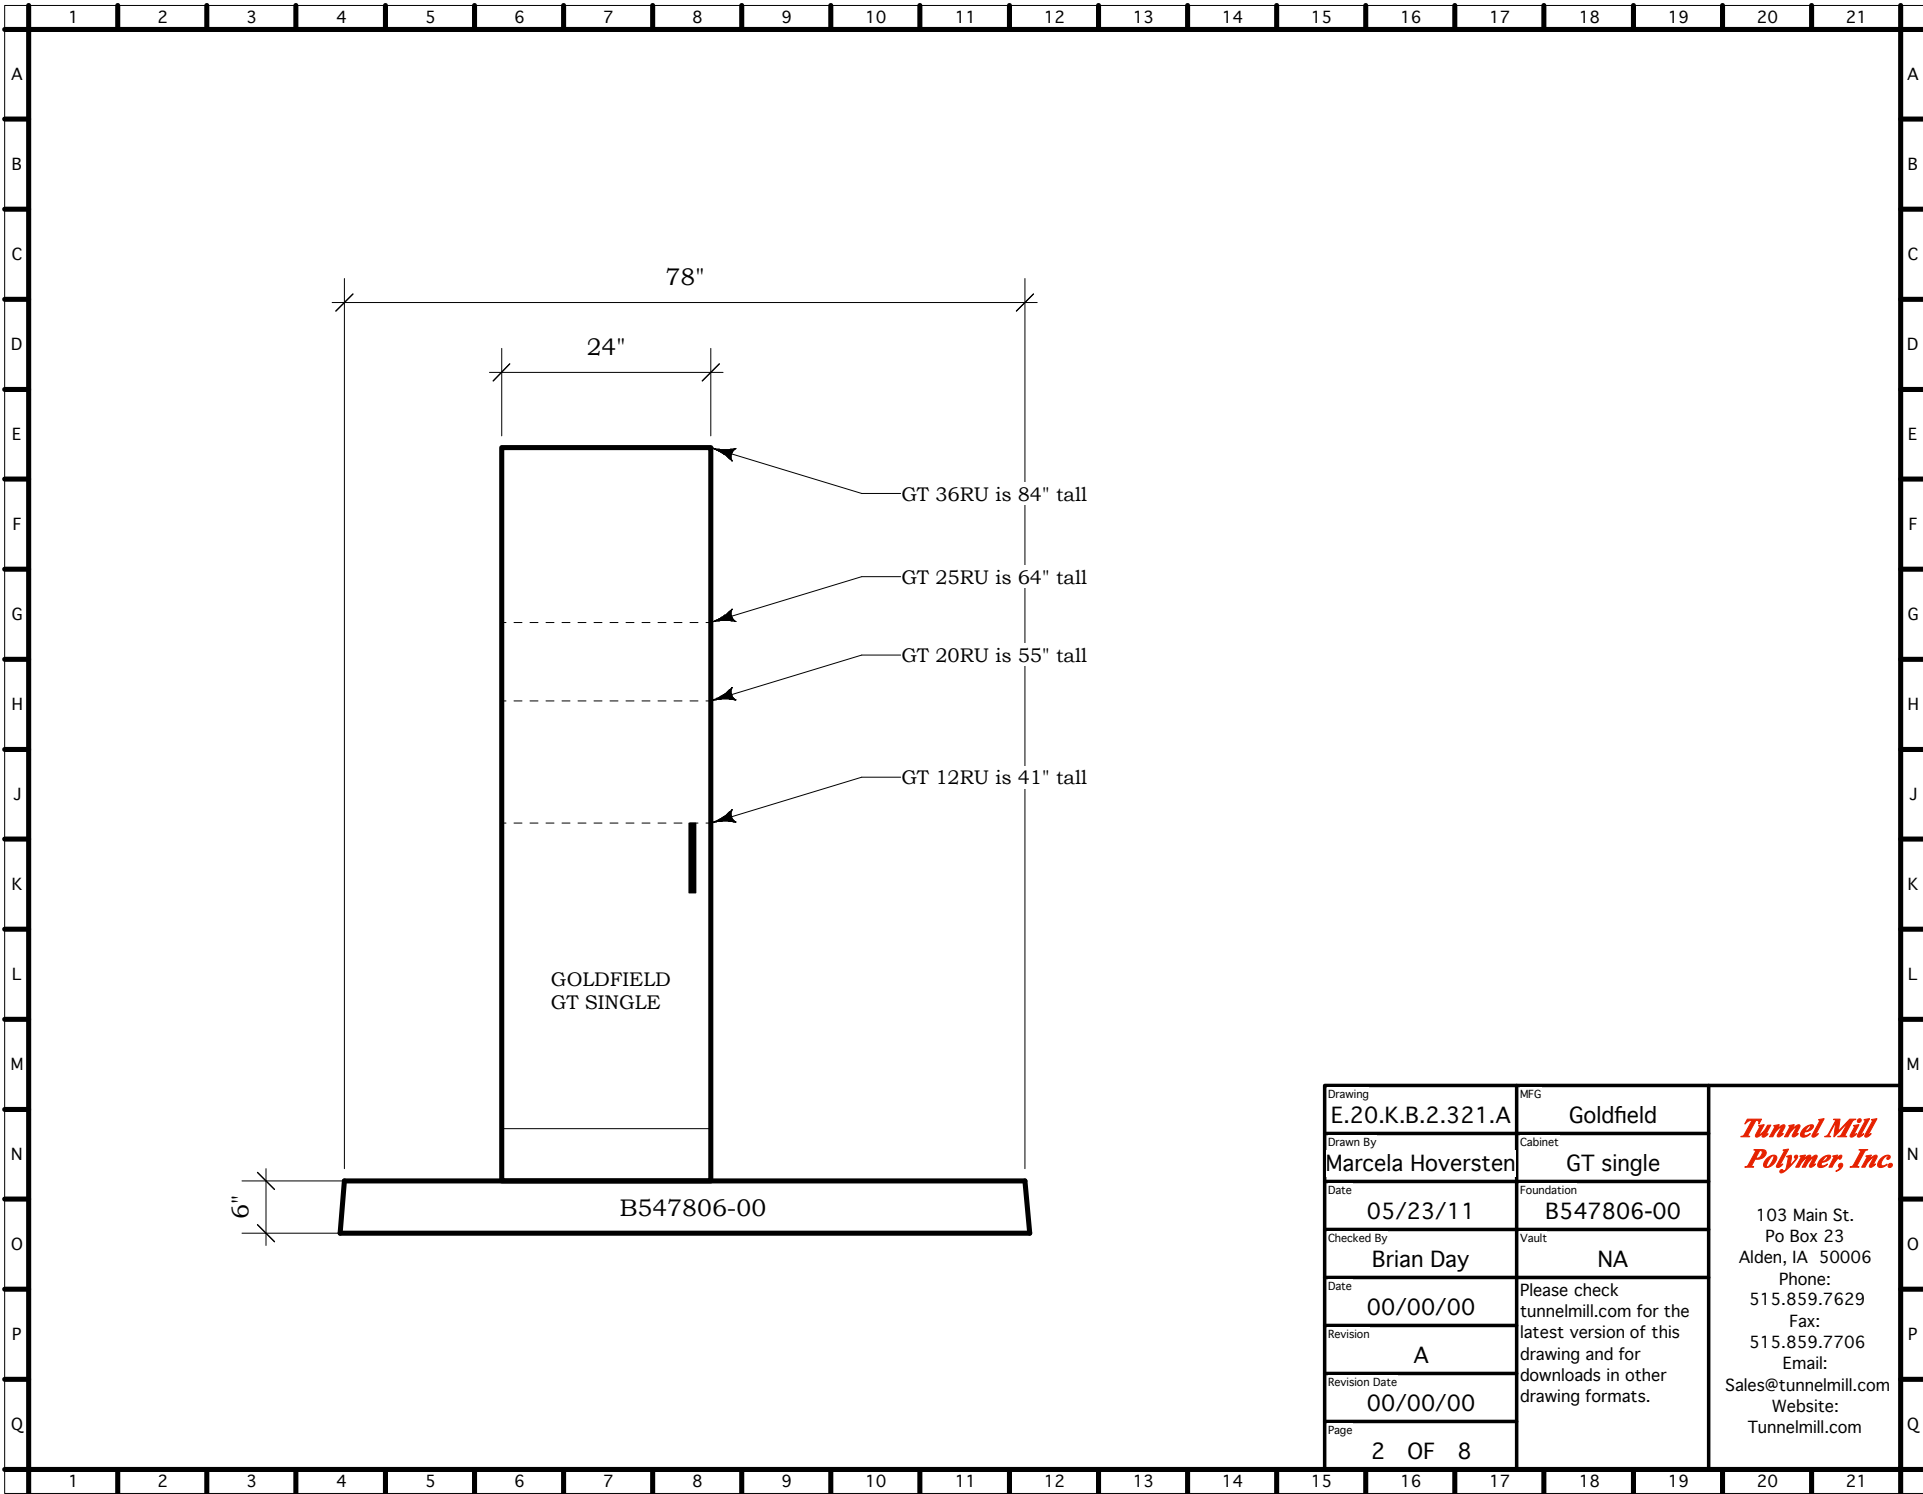 1 2 3 4 5 6 7 8 9 10 11 12 13 14 15 16 17 18 19 20 21
A A
B B
C C
78"
D D
24"
E E
GT 36RU is 84" tall
F F
GT 25RU is 64" tall
G G
GT 20RU is 55" tall
H H
GT 12RU is 41" tall
J J
K K
L L
GOLDFIELD
GT SINGLE
M M
N N
6"
B547806-00
O O
P P
Q Q
Drawing
E.20.K.B.2.321.A
Drawn By
Marcela Hoversten
Date
05/23/11
Checked By
Brian Day
Date
00/00/00
Revision
A
Revision Date
00/00/00
Page
2 OF 8
MFG
Goldfield
Cabinet
GT single
Foundation
B547806-00
Vault
NA
Please check
tunnelmill.com for the
latest version of this
drawing and for
downloads in other
drawing formats.
Tunnel Mill
Polymer, Inc.
103 Main St.
Po Box 23
Alden, IA 50006
Phone:
515.859.7629
Fax:
515.859.7706
Email:
Sales@tunnelmill.com
Website:
Tunnelmill.com
1 2 3 4 5 6 7 8 9 10 11 12 13 14 15 16 17 18 19 20 21